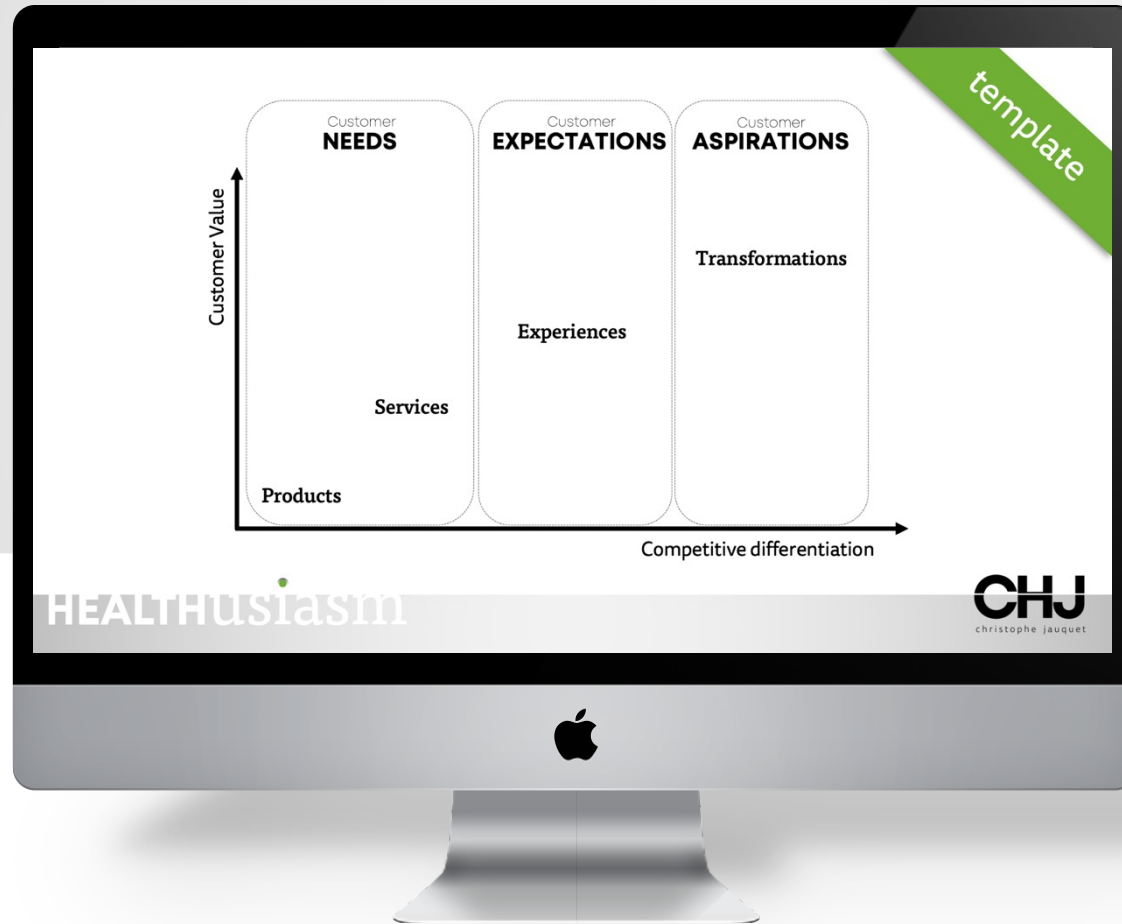 template
Customer
NEEDS
Customer
EXPECTATIONS
Customer
ASPIRATIONS
Customer Value
Transformations
Experiences
Services
Products
Competitive differentiation
HEALTHusiasm
CHJ
christophe jauquet